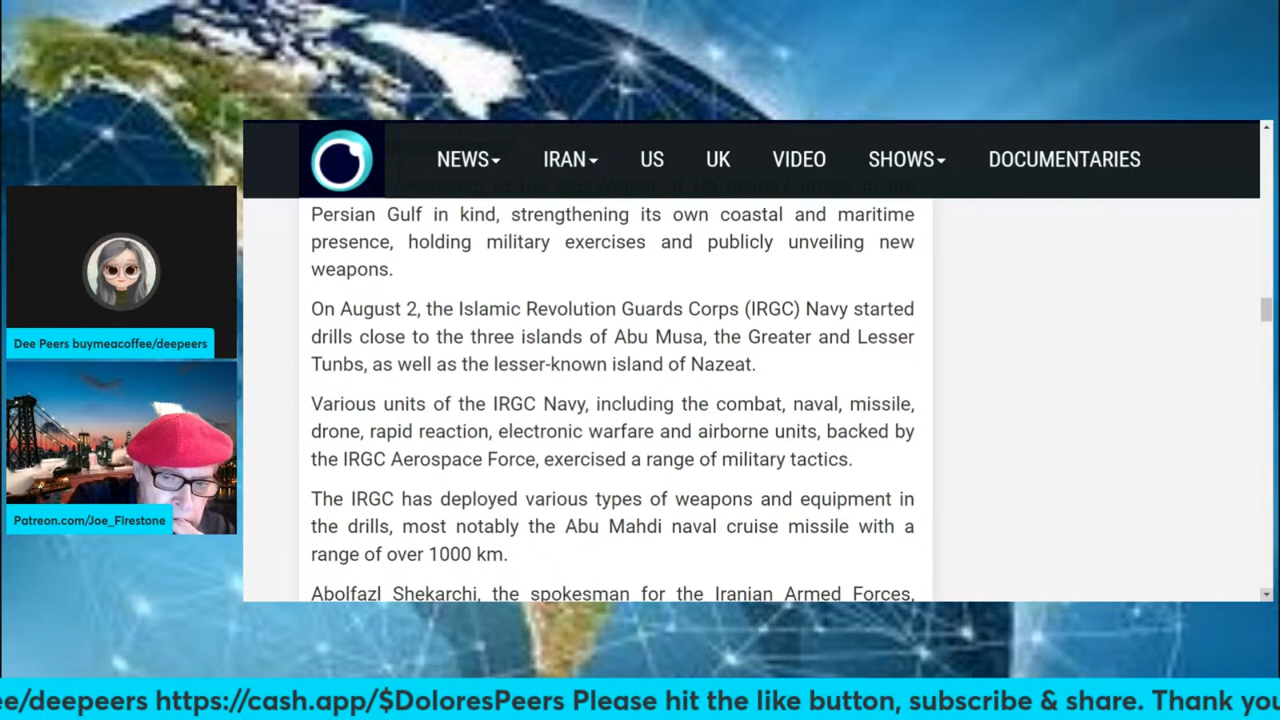 NEWS
IRAN
US
UK
VIDEO
SHOWS
DOCUMENTARIES
Persian Gulf in kind, strengthening its own coastal and maritime
presence, holding military exercises and publicly unveiling new
weapons.
On August 2, the Islamic Revolution Guards Corps (IRGC) Navy started
drills close to the three islands of Abu Musa, the Greater and Lesser
Tunbs, as well as the lesser-known island of Nazeat.
Various units of the IRGC Navy, including the combat, naval, missile,
drone, rapid reaction, electronic warfare and airborne units, backed by
the IRGC Aerospace Force, exercised a range of military tactics.
The IRGC has deployed various types of weapons and equipment in
the drills, most notably the Abu Mahdi naval cruise missile with a
range of over 1000 km.
Abolfazl Shekarchi, the spokesman for the Iranian Armed Forces,
Dee Peers buymeacoffee/deepeers
Patreon.com/Joe_Firestone
ee/deepeers https://cash.app/$DoloresPeers Please hit the like button, subscribe & share. Thank you